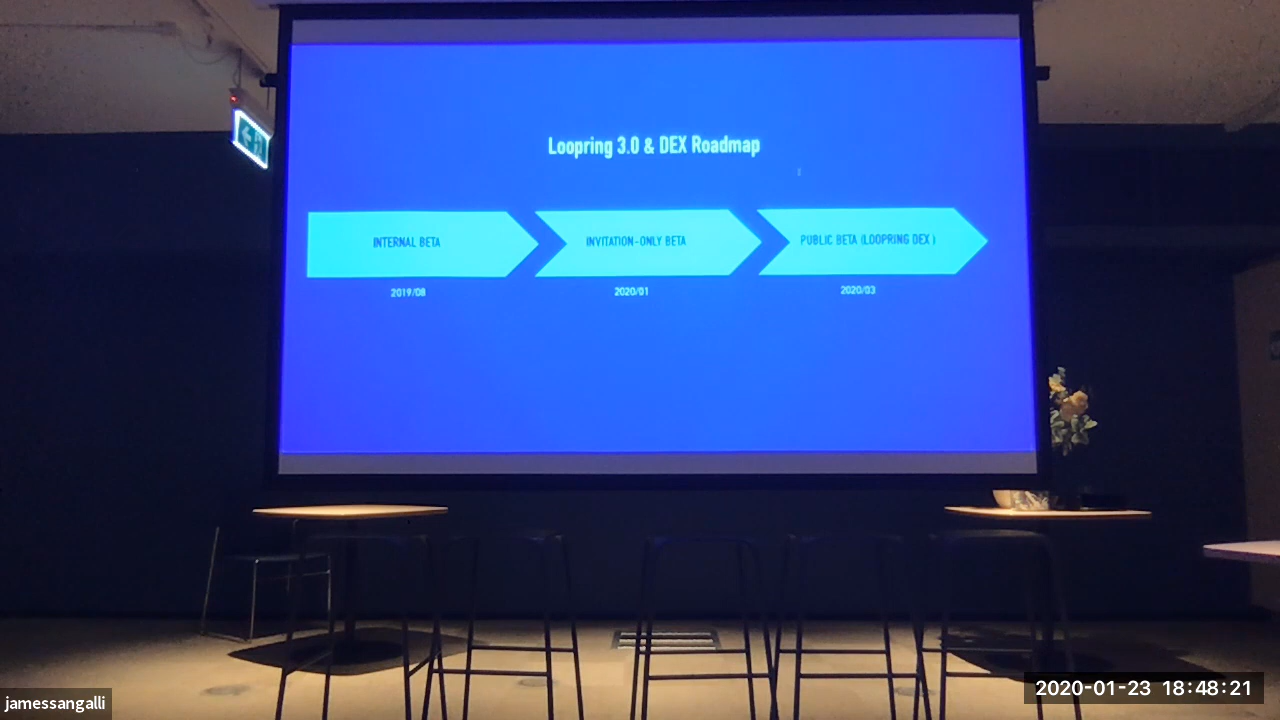 Loopring 3.0 & DEX Roadmap
INTERNAL BETA
INVITATION-ONLY BETA
PUBLIC BETA (LOOPRING DEX )
2019/08
2020/01
2020/03
jamessangalli
2020-01-23 18:48:21